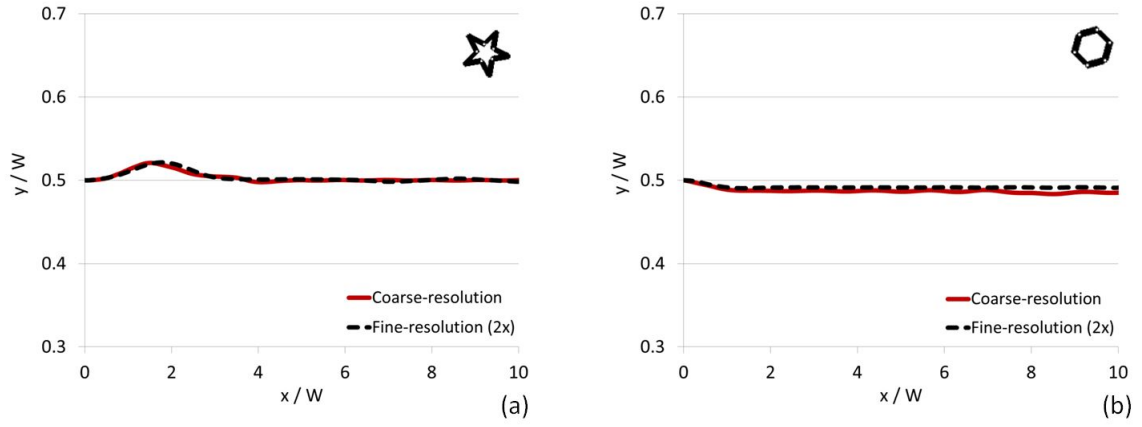 0.7
0.6
0.5
0.4
0.3
y / W
Coarse-resolution
Fine-resolution (2x)
0 2 4 6 8 10
x / W
(a)
0.7
0.6
0.5
0.4
0.3
y / W
Coarse-resolution
Fine-resolution (2x)
0 2 4 6 8 10
x / W
(b)